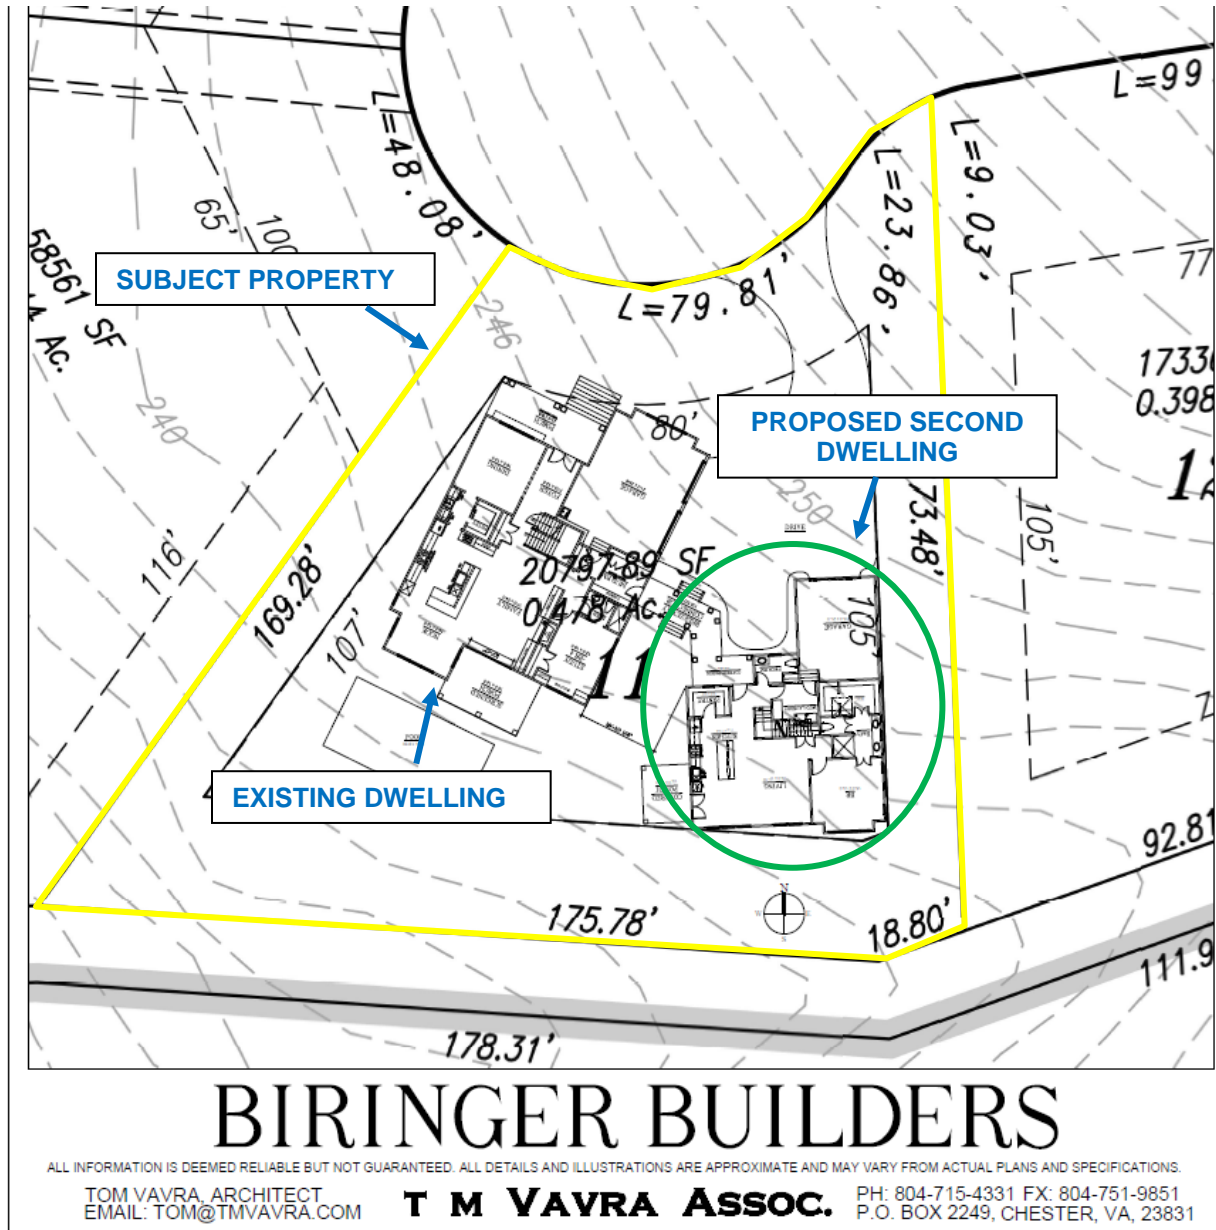 L=99
L=48.08'
L=9.03'
L=23.86'
65'
58561 SF
Ac.
77
SUBJECT PROPERTY
246
L=79.81'
240
0.398
80'
PROPOSED SECOND
DWELLING
250
DRIVE
73.48'
105'
116'
169.28'
20797.89 SF
0.478 Ac.
105'
107'
11
EXISTING DWELLING
N
W
E
S
92.81
175.78'
18.80'
111.9
178.31'
BIRINGER BUILDERS
ALL INFORMATION IS DEEMED RELIABLE BUT NOT GUARANTEED. ALL DETAILS AND ILLUSTRATIONS ARE APPROXIMATE AND MAY VARY FROM ACTUAL PLANS AND SPECIFICATIONS.
TOM VAVRA, ARCHITECT
EMAIL: TOM@TMVAVRA.COM
T M VAVRA ASSOC.
PH: 804-715-4331 FX: 804-751-9851
P.O. BOX 2249, CHESTER, VA, 23831